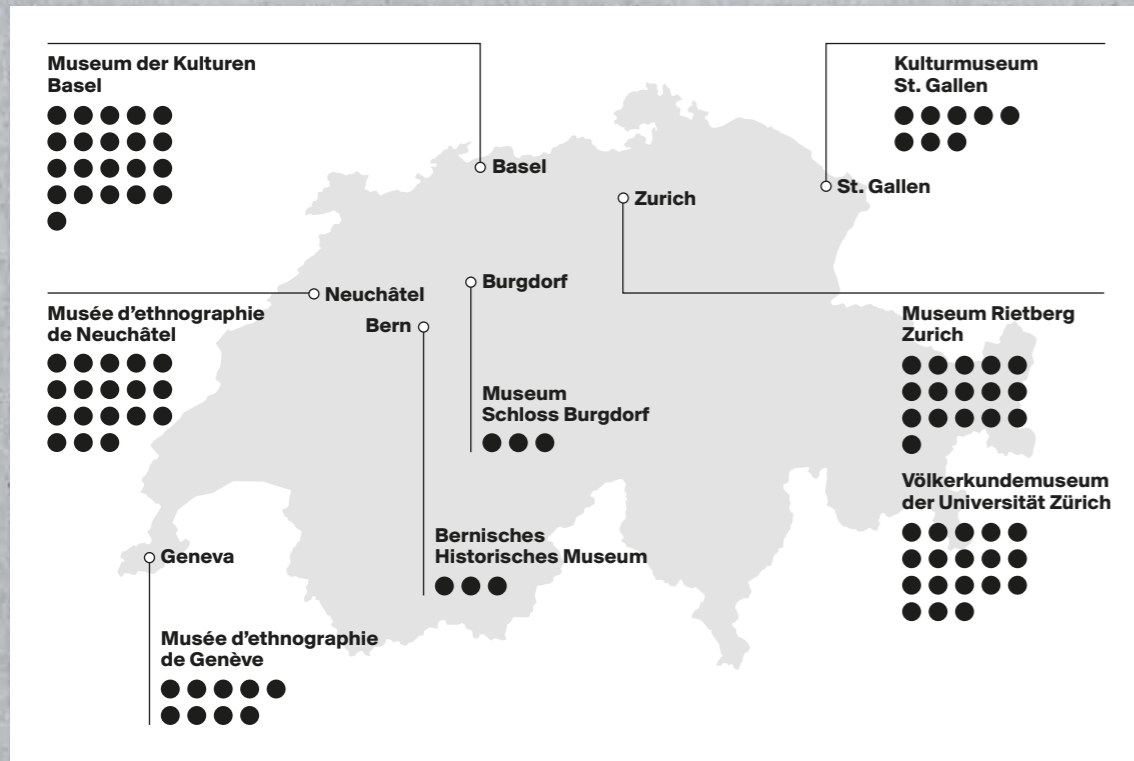 Museum der Kulturen
Basel
Kulturmuseum
St. Gallen
Basel
Zurich
St. Gallen
Neuchâtel
Burgdorf
Bern
Musée d’ethnographie
de Neuchâtel
Museum Rietberg
Zurich
Museum
Schloss Burgdorf
Völkerkundemuseum
der Universität Zürich
Bernisches
Historisches Museum
Geneva
Musée d’ethnographie
de Genève